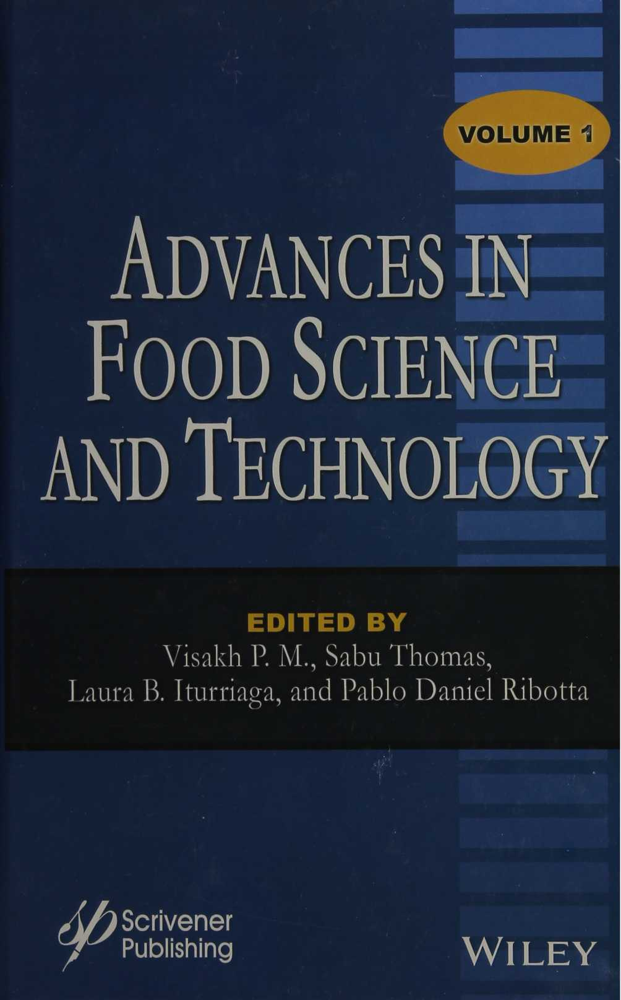 VOLUME 1
ADVANCES IN
FOOD SCIENCE
AND TECHNOLOGY
EDITED BY
Visakh P. M., Sabu Thomas,
Laura B. Iturriaga, and Pablo Daniel Ribotta
sp Scrivener
Publishing
WILEY